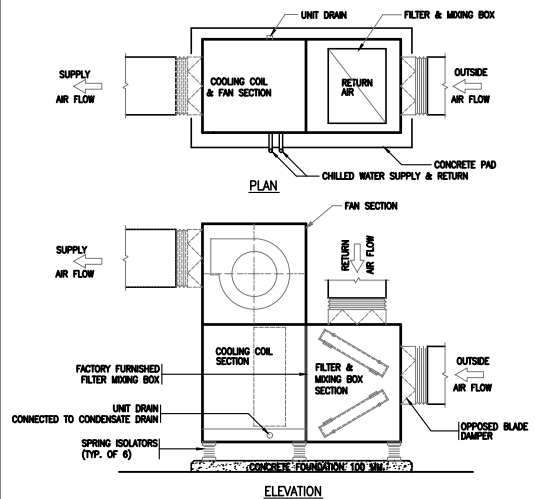 UNIT DRAIN
FILTER & MIXING BOX
SUPPLY
AIR FLOW
COOLING COIL
& FAN SECTION
RETURN
AIR
OUTSIDE
AIR FLOW
CONCRETE PAD
CHILLED WATER SUPPLY & RETURN
PLAN
FAN SECTION
SUPPLY
AIR FLOW
RETURN
AIR FLOW
COOLING COIL
SECTION
FACTORY FURNISHED
FILTER MIXING BOX
FILTER &
MIXING BOX
SECTION
OUTSIDE
AIR FLOW
UNIT DRAIN
CONNECTED TO CONDENSATE DRAIN
OPPOSED BLADE
DAMPER
SPRING ISOLATORS
(TYP. OF 6)
CONCRETE FOUNDATION 100 MM.
ELEVATION